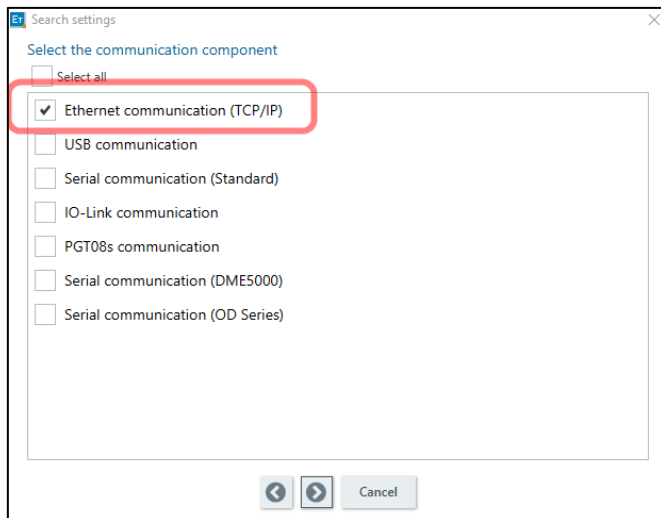 ET Search settings
Select the communication component
Select all
Ethernet communication (TCP/IP)
USB communication
Serial communication (Standard)
IO-Link communication
PGT08s communication
Serial communication (DME5000)
Serial communication (OD Series)
Cancel